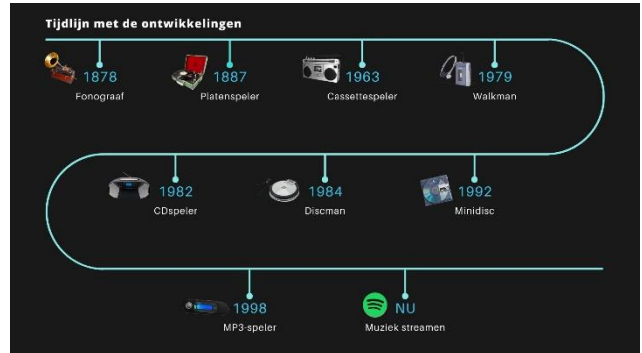 Tijdlijn met de ontwikkelingen
1878
Fonograaf
1887
Platenspeler
1963
Cassettespeler
1979
Walkman
1982
CDspeler
1984
Discman
1992
Minidisc
1998
MP3-speler
NU
Muziek streamen